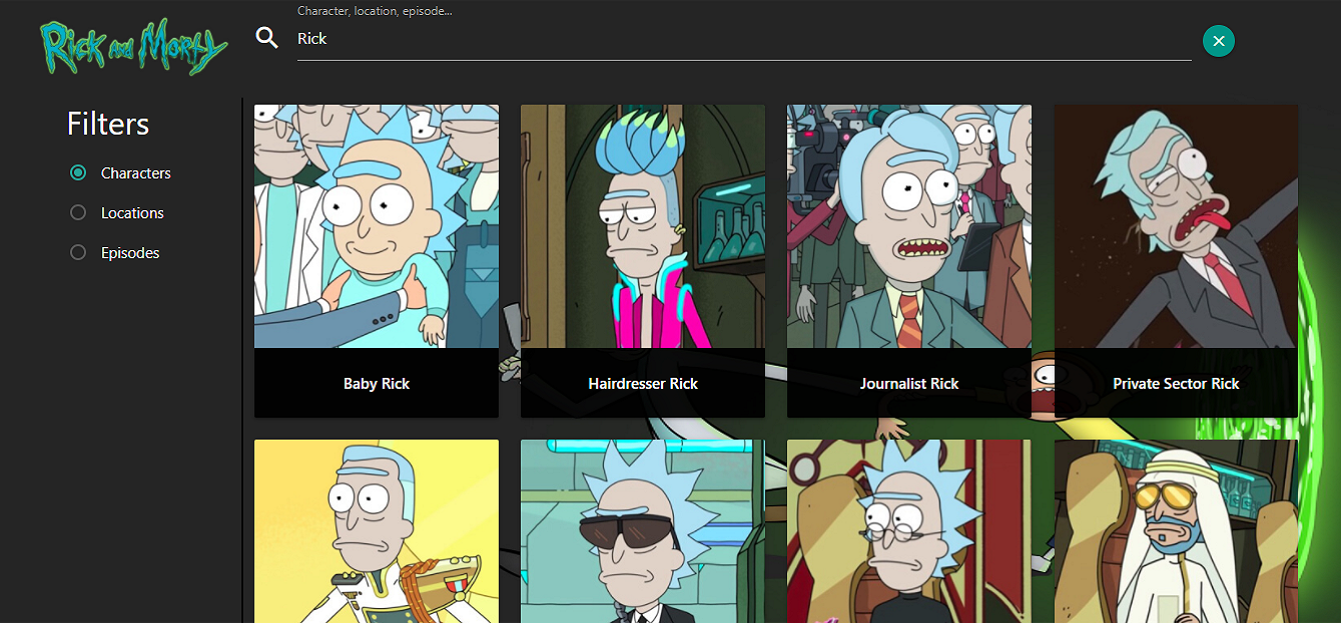 Rick and Morty
Character, location, episode...
Rick
Filters
Characters
Locations
Episodes
Baby Rick
Hairdresser Rick
Journalist Rick
Private Sector Rick